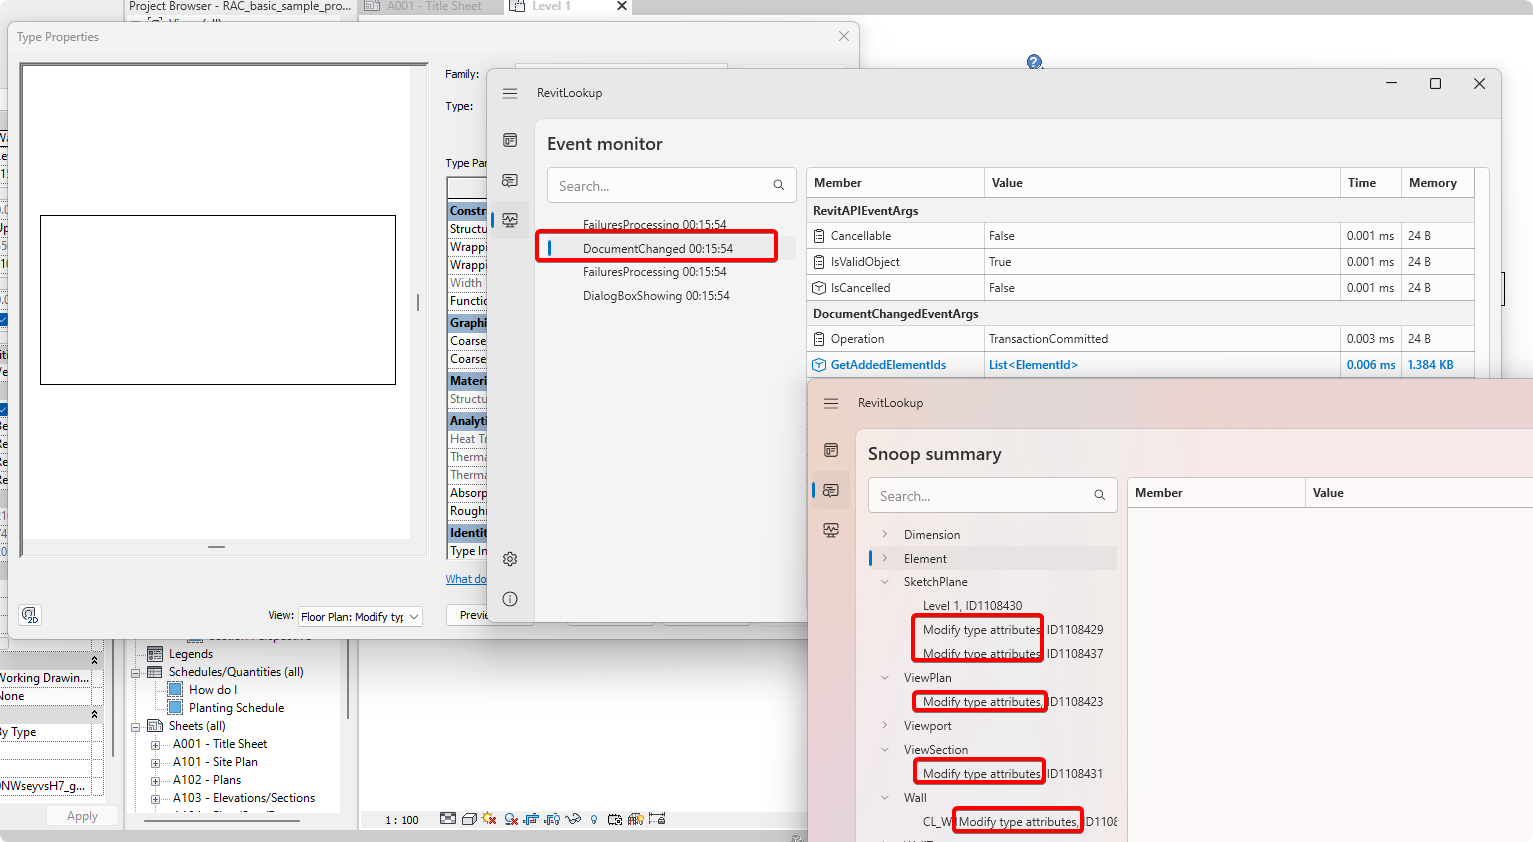 Project Browser - RAC_basic_sample_pro...
A001 - Title Sheet
Level 1
Type Properties
Family:
Type:
Type Par
Constru
Structu
Wrappi
Wrappi
Width
Functio
Graphi
Coarse
Coarse
Materi
Structu
Analyti
Heat Tr
Therma
Therma
Absorp
Roughn
Identit
Type In
What do
View:
Floor Plan: Modify typ
Previe
RevitLookup
Event monitor
Search...
FailuresProcessing 00:15:54
DocumentChanged 00:15:54
FailuresProcessing 00:15:54
DialogBoxShowing 00:15:54
Member Value Time Memory
RevitAPIEventArgs
Cancellable False 0.001 ms 24 B
IsValidObject True 0.001 ms 24 B
IsCancelled False 0.001 ms 24 B
DocumentChangedEventArgs
Operation TransactionCommitted 0.003 ms 24 B
GetAddedElementIds List<ElementId> 0.006 ms 1.384 KB
RevitLookup
Snoop summary
Search...
Member Value
Dimension
Element
SketchPlane
Level 1, ID1108430
Modify type attributes, ID1108429
Modify type attributes, ID1108437
ViewPlan
Modify type attributes, ID1108423
Viewport
ViewSection
Modify type attributes, ID1108431
Wall
CL_W1 Modify type attributes, ID1108
Legends
Schedules/Quantities (all)
How do I
Planting Schedule
Sheets (all)
A001 - Title Sheet
A101 - Site Plan
A102 - Plans
A103 - Elevations/Sections
Working Drawin...
None
By Type
0NWseyvsH7_g...
Apply
1 : 100